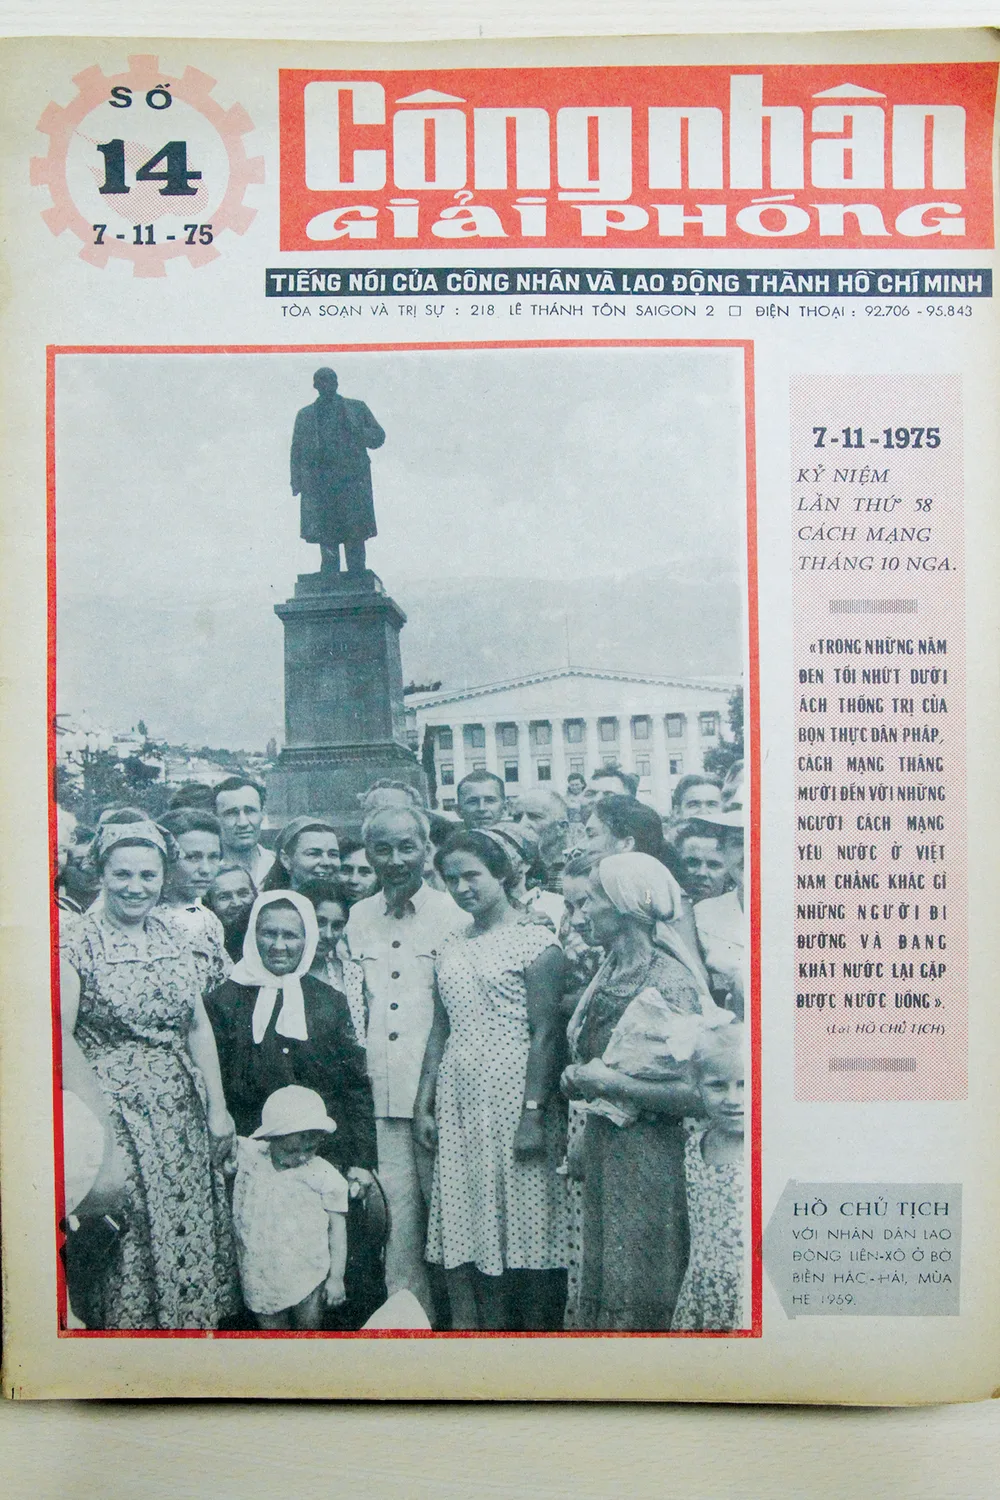 SỐ
14
7-11-75
Công nhân
GIẢI PHÓNG
TIẾNG NÓI CỦA CÔNG NHÂN VÀ LAO ĐỘNG THÀNH HỒ CHÍ MINH
TÒA SOẠN VÀ TRỊ SỰ : 218 LÊ THÁNH TÔN SAIGON 2 □ ĐIỆN THOẠI : 92.706 - 95.843
7-11-1975
KỶ NIỆM
LẦN THỨ 58
CÁCH MẠNG
THÁNG 10 NGA.
«TRONG NHỮNG NĂM
ĐEN TỐI NHỨT DƯỚI
ÁCH THỐNG TRỊ CỦA
BỌN THỰC DÂN PHÁP,
CÁCH MẠNG THÁNG
MƯỜI ĐẾN VỚI NHỮNG
NGƯỜI CÁCH MẠNG
YÊU NƯỚC Ở VIỆT
NAM CHẲNG KHÁC GÌ
NHỮNG NGƯỜI ĐI
ĐƯỜNG VÀ ĐANG
KHÁT NƯỚC LẠI GẶP
ĐƯỢC NƯỚC UỐNG».
(Lời HỒ CHỦ TỊCH)
HỒ CHỦ TỊCH
VỚI NHÂN DÂN LAO
ĐỘNG LIÊN-XÔ Ở BỜ
BIỂN HẮC-HẢI, MÙA
HÈ 1959.